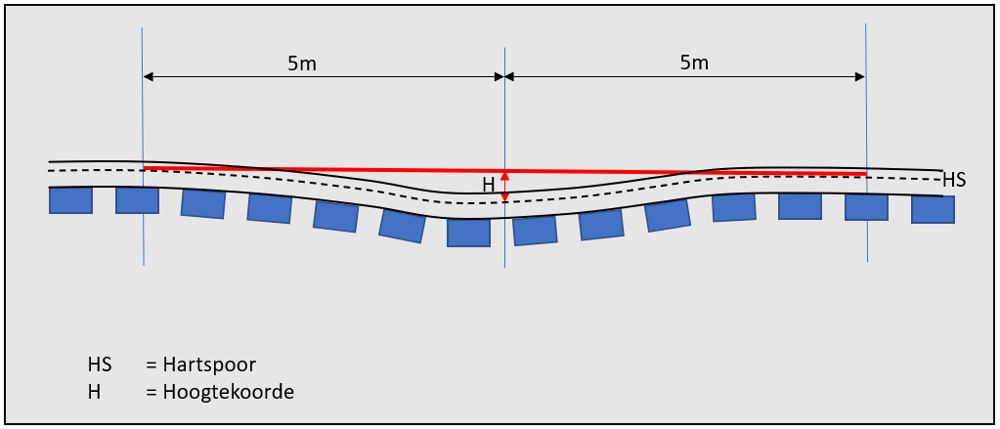 5m
5m
H
HS
HS = Hartspoor
H = Hoogtekoorde